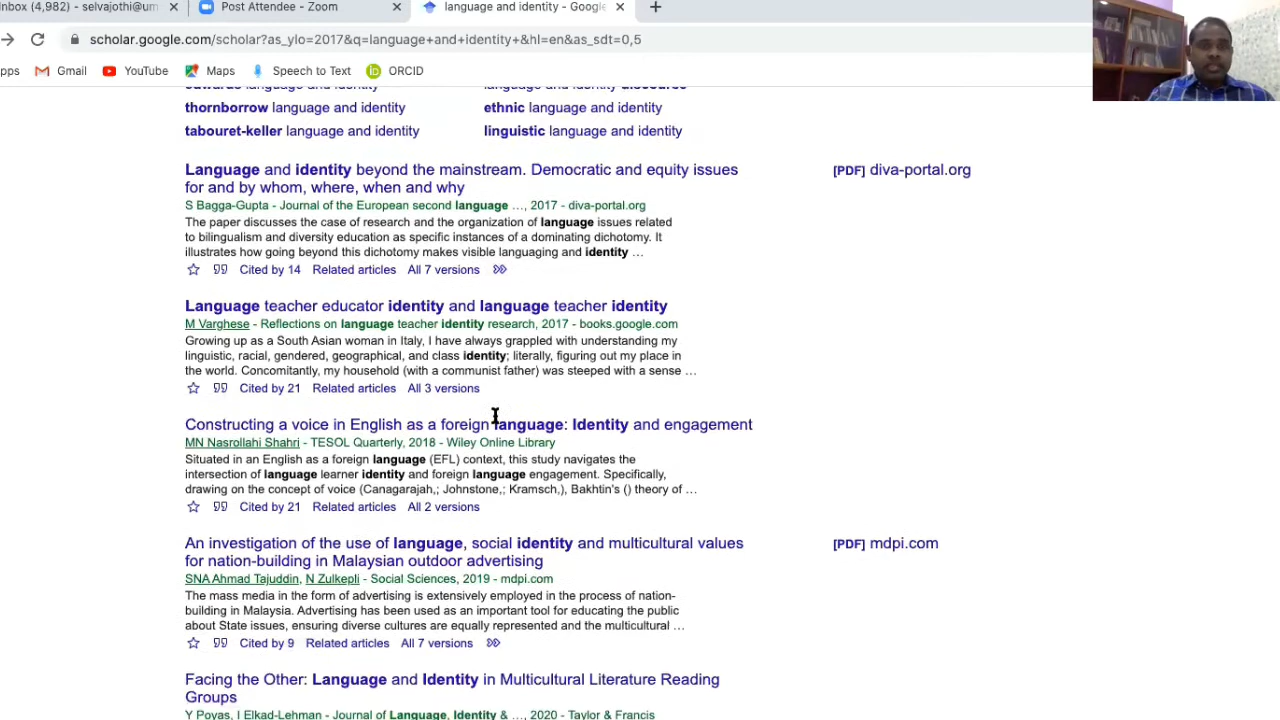 nbox (4,982) - selvajothi@um
Post Attendee - Zoom
language and identity - Google
scholar.google.com/scholar?as_ylo=2017&q=language+and+identity+&hl=en&as_sdt=0,5
pps Gmail YouTube Maps Speech to Text ORCID
edwards language and identity language and identity discourse
thornborrow language and identity ethnic language and identity
tabouret-keller language and identity linguistic language and identity
Language and identity beyond the mainstream. Democratic and equity issues [PDF] diva-portal.org
for and by whom, where, when and why
S Bagga-Gupta - Journal of the European second language …, 2017 - diva-portal.org
The paper discusses the case of research and the organization of language issues related
to bilingualism and diversity education as specific instances of a dominating dichotomy. It
illustrates how going beyond this dichotomy makes visible languaging and identity …
Cited by 14 Related articles All 7 versions
Language teacher educator identity and language teacher identity
M Varghese - Reflections on language teacher identity research, 2017 - books.google.com
Growing up as a South Asian woman in Italy, I have always grappled with understanding my
linguistic, racial, gendered, geographical, and class identity; literally, figuring out my place in
the world. Concomitantly, my household (with a communist father) was steeped with a sense …
Cited by 21 Related articles All 3 versions
Constructing a voice in English as a foreign language: Identity and engagement
MN Nasrollahi Shahri - TESOL Quarterly, 2018 - Wiley Online Library
Situated in an English as a foreign language (EFL) context, this study navigates the
intersection of language learner identity and foreign language engagement. Specifically,
drawing on the concept of voice (Canagarajah,; Johnstone,; Kramsch,), Bakhtin's () theory of …
Cited by 21 Related articles All 2 versions
An investigation of the use of language, social identity and multicultural values [PDF] mdpi.com
for nation-building in Malaysian outdoor advertising
SNA Ahmad Tajuddin, N Zulkepli - Social Sciences, 2019 - mdpi.com
The mass media in the form of advertising is extensively employed in the process of nation-
building in Malaysia. Advertising has been used as an important tool for educating the public
about State issues, ensuring diverse cultures are equally represented and the multicultural …
Cited by 9 Related articles All 7 versions
Facing the Other: Language and Identity in Multicultural Literature Reading
Groups
Y Poyas, I Elkad-Lehman - Journal of Language, Identity & …, 2020 - Taylor & Francis